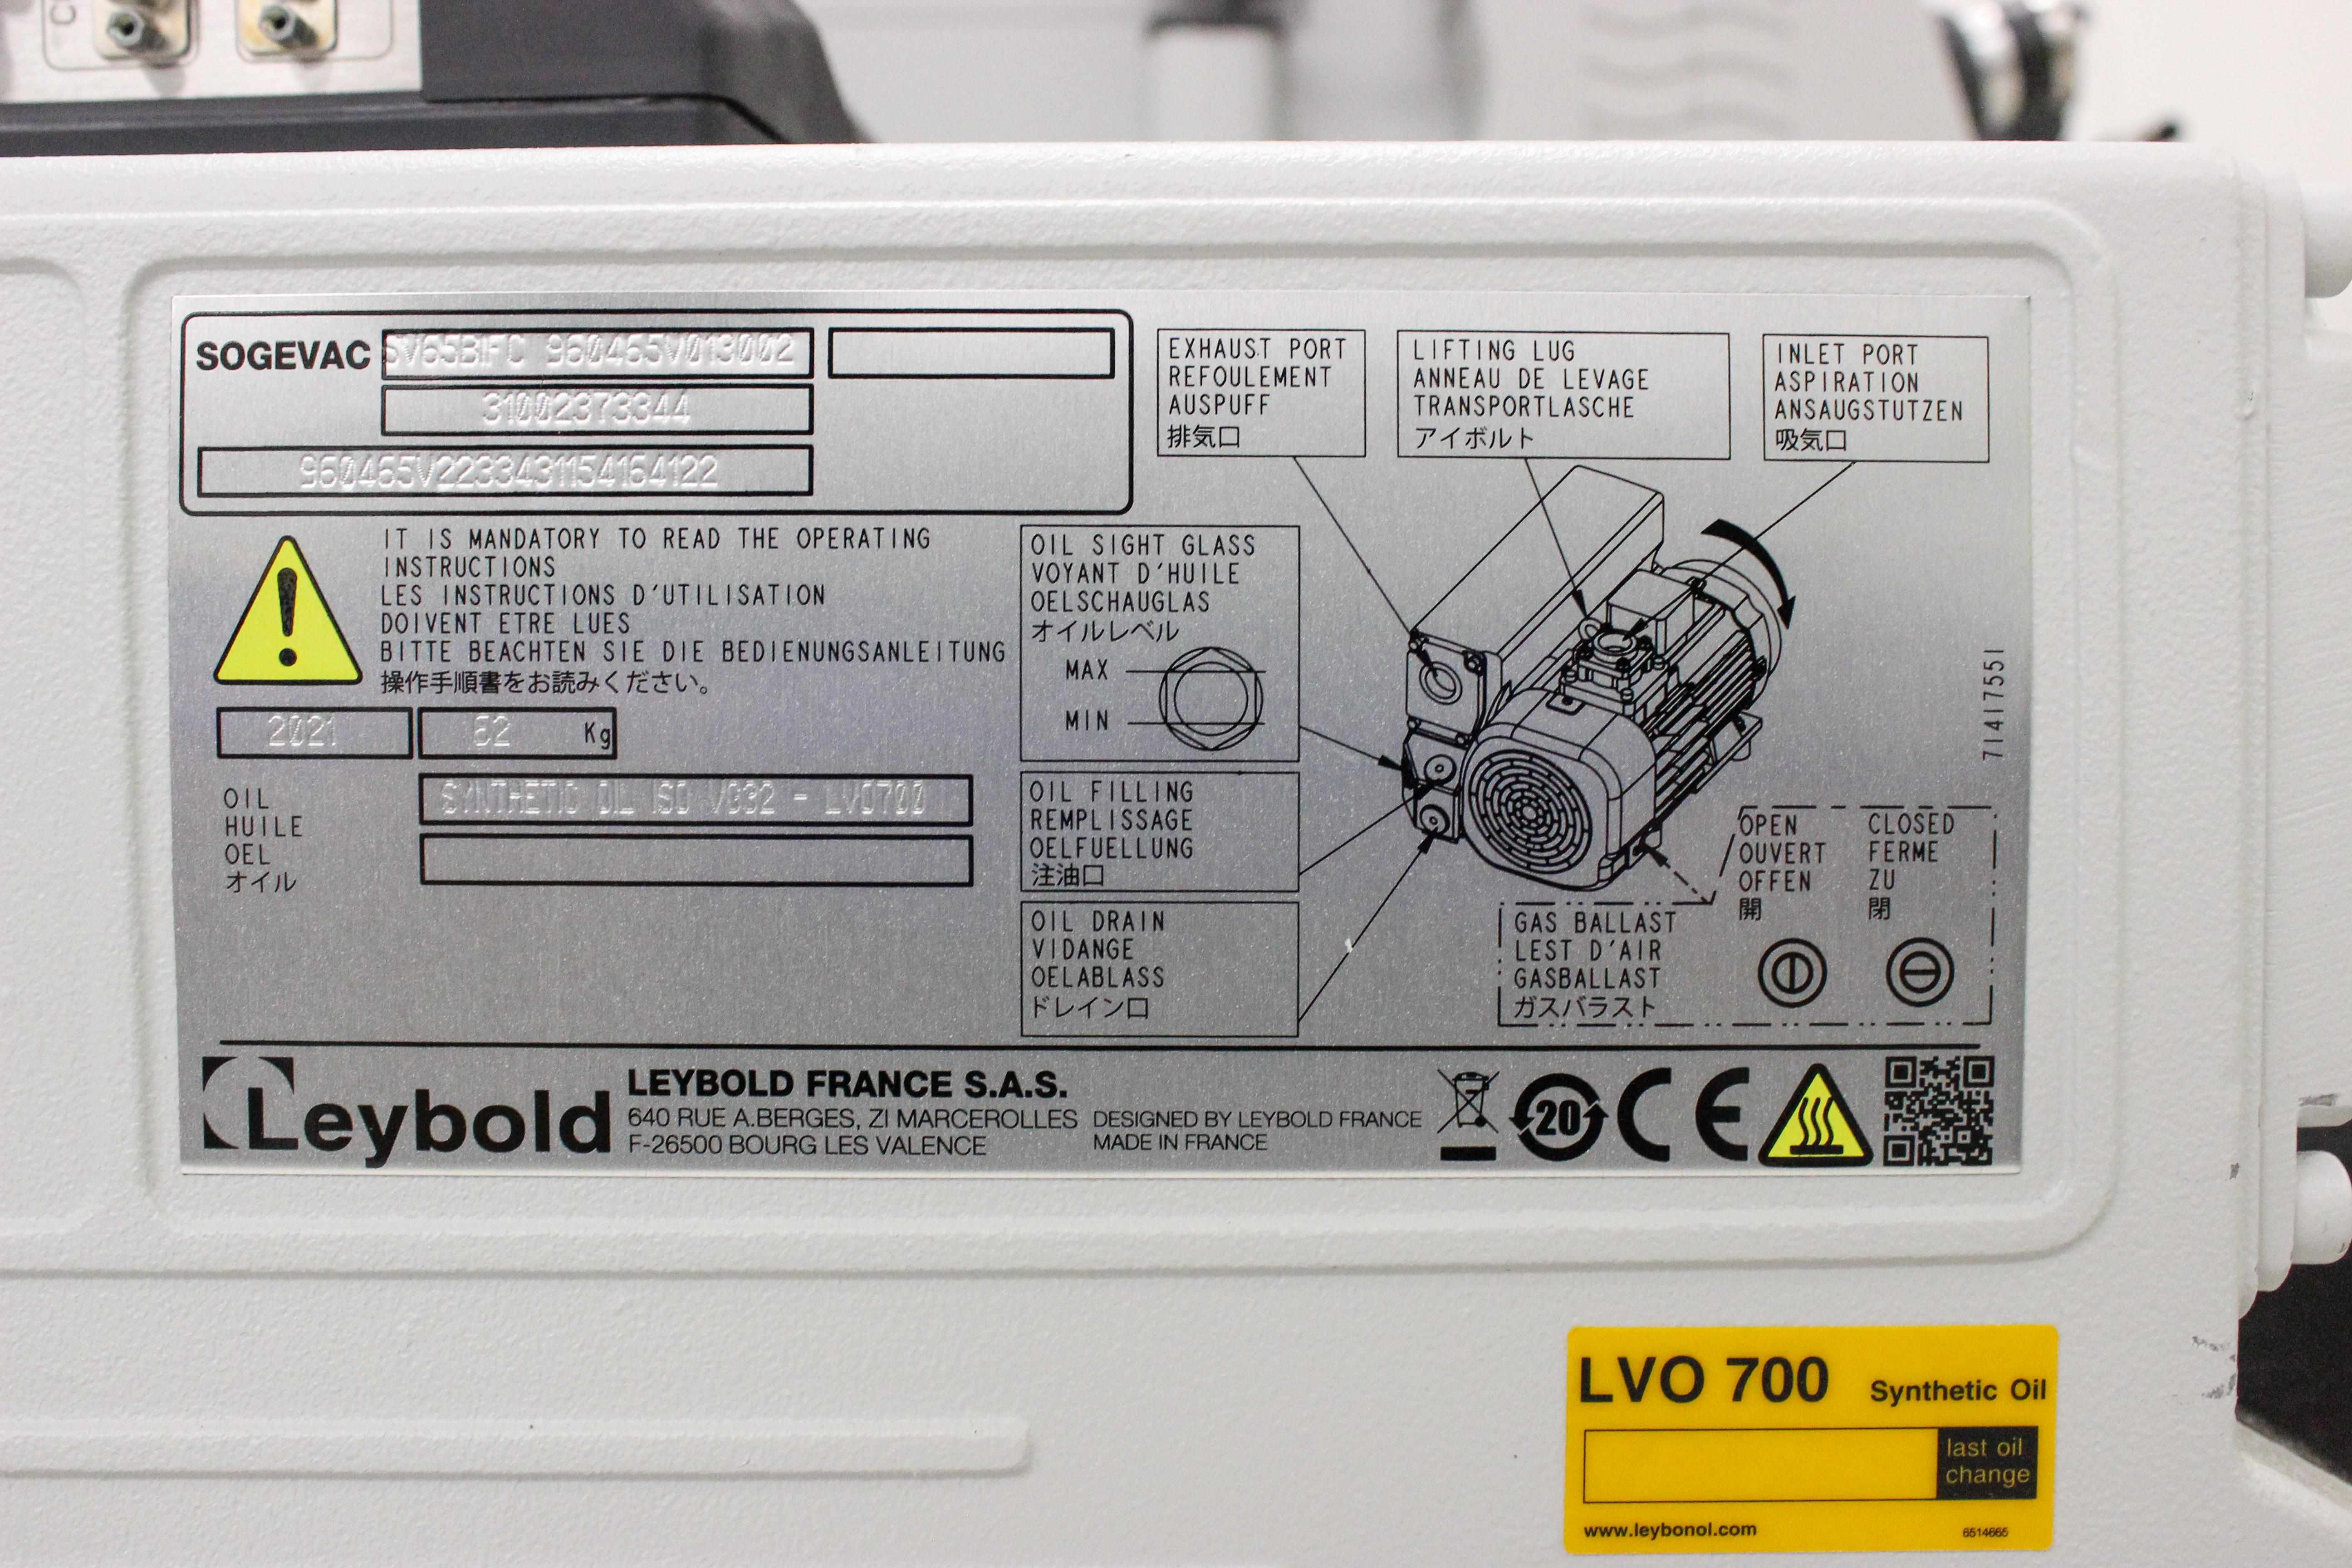 SOGEVAC SV65BIFC 960465V013002
31002373344
960465V2233431154164122
IT IS MANDATORY TO READ THE OPERATING
INSTRUCTIONS
LES INSTRUCTIONS D'UTILISATION
DOIVENT ETRE LUES
BITTE BEACHTEN SIE DIE BEDIENUNGSANLEITUNG
操作手順書をお読みください。
2021
52 Kg
OIL
HUILE
OEL
オイル
SYNTHETIC OIL ISO VG32 - LVO700
EXHAUST PORT
REFOULEMENT
AUSPUFF
排気口
LIFTING LUG
ANNEAU DE LEVAGE
TRANSPORTLASCHE
アイボルト
INLET PORT
ASPIRATION
ANSAUGSTUTZEN
吸気口
OIL SIGHT GLASS
VOYANT D'HUILE
OELSCHAUGLAS
オイルレベル
MAX
MIN
OIL FILLING
REMPLISSAGE
OELFUELLUNG
注油口
OIL DRAIN
VIDANGE
OELABLASS
ドレイン口
OPEN
OUVERT
OFFEN
開
CLOSED
FERME
ZU
閉
GAS BALLAST
LEST D'AIR
GASBALLAST
ガスバラスト
71417551
Leybold
LEYBOLD FRANCE S.A.S.
640 RUE A.BERGES, ZI MARCEROLLES
F-26500 BOURG LES VALENCE
DESIGNED BY LEYBOLD FRANCE
MADE IN FRANCE
20
CE
LVO 700 Synthetic Oil
last oil
change
www.leybonol.com
6514665